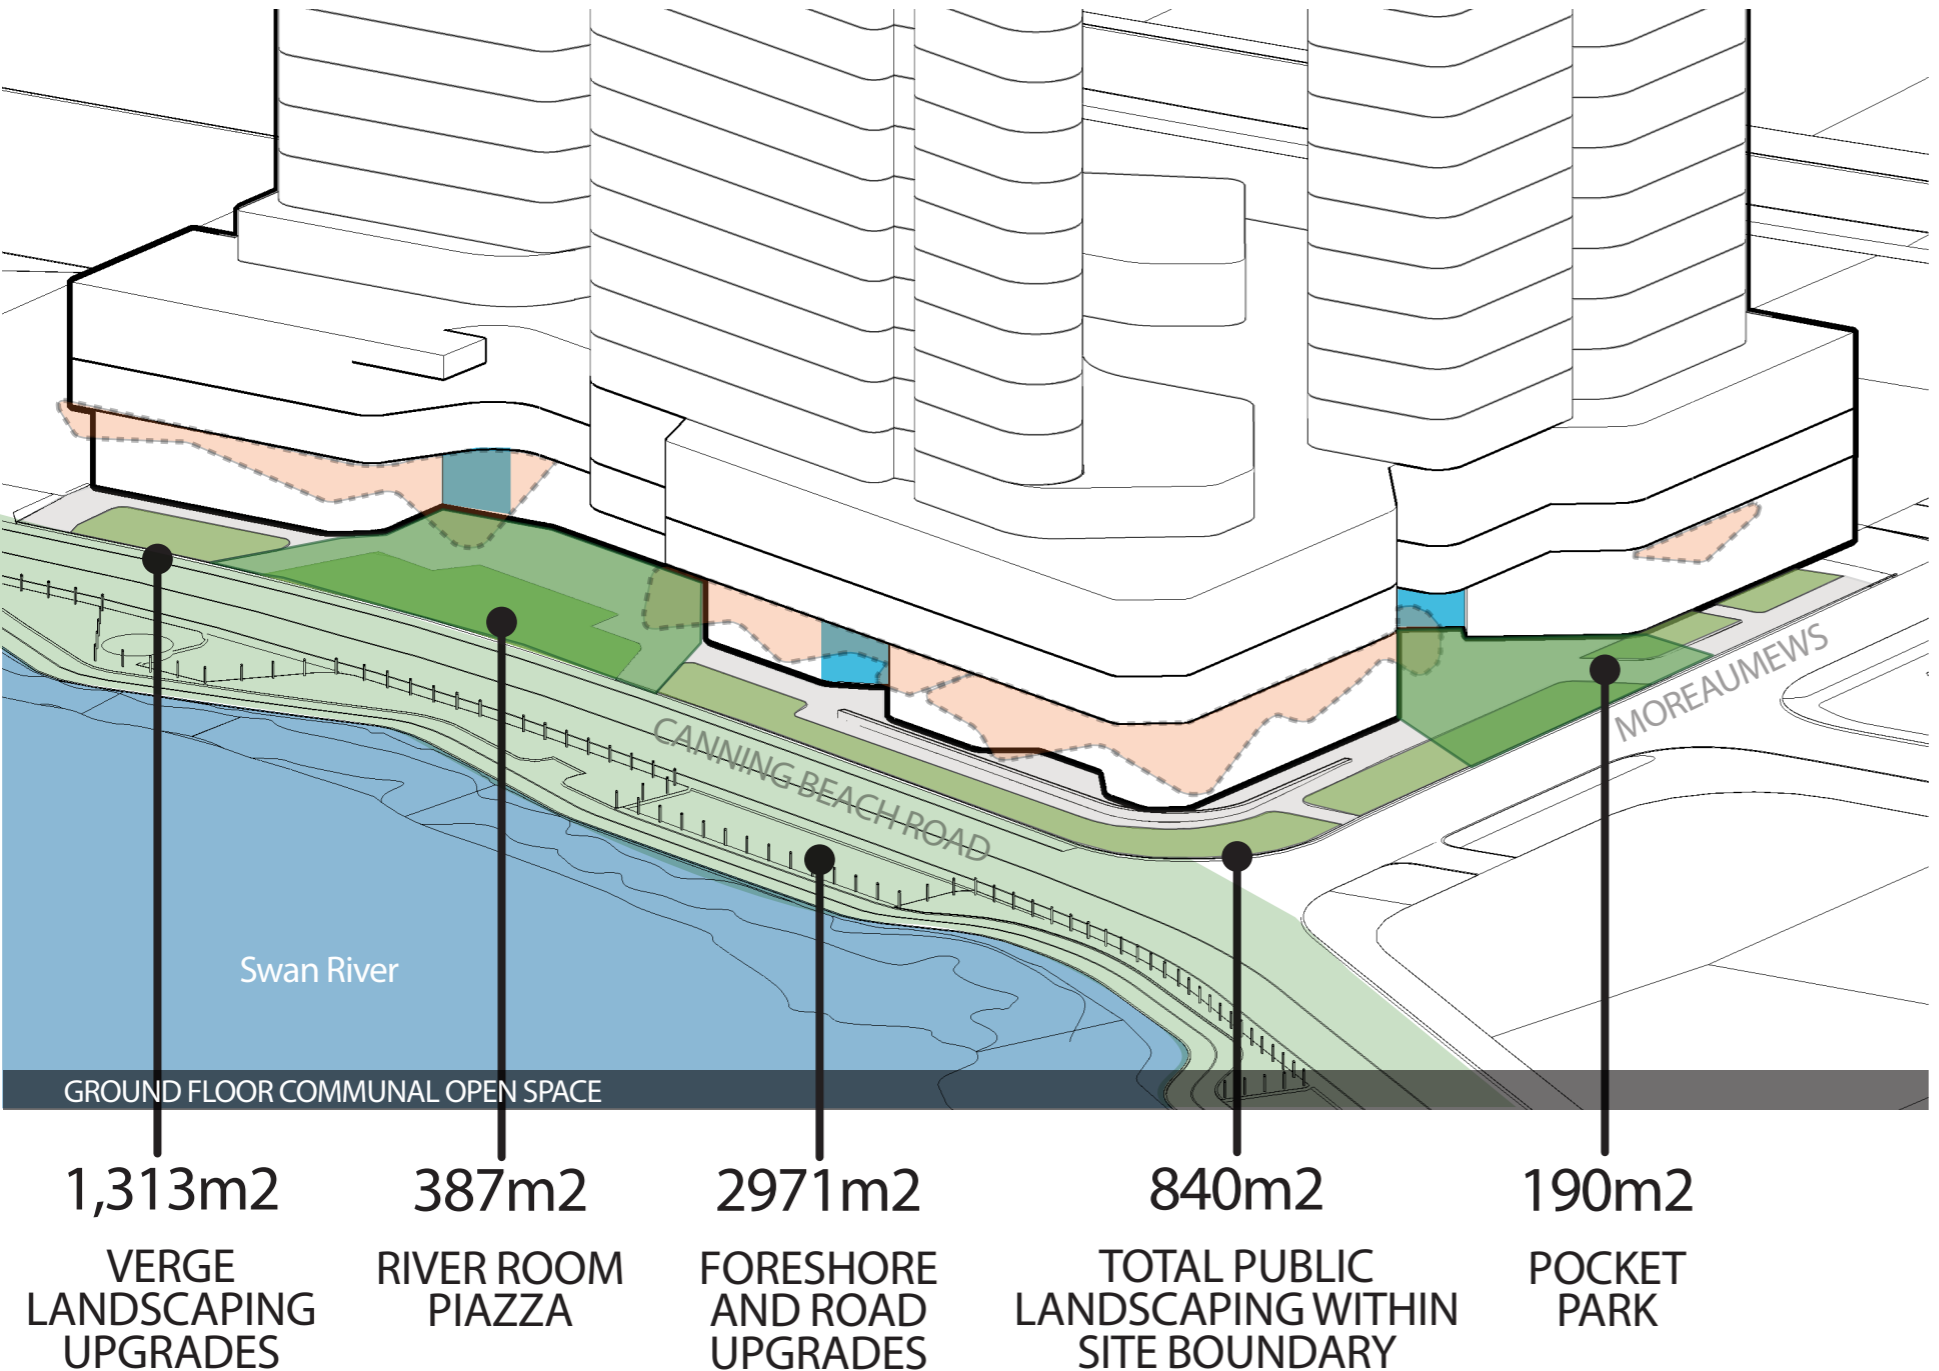 CANNING BEACH ROAD
MOREAUMEWS
Swan River
GROUND FLOOR COMMUNAL OPEN SPACE
1,313m2
VERGE
LANDSCAPING
UPGRADES
387m2
RIVER ROOM
PIAZZA
2971m2
FORESHORE
AND ROAD
UPGRADES
840m2
TOTAL PUBLIC
LANDSCAPING WITHIN
SITE BOUNDARY
190m2
POCKET
PARK